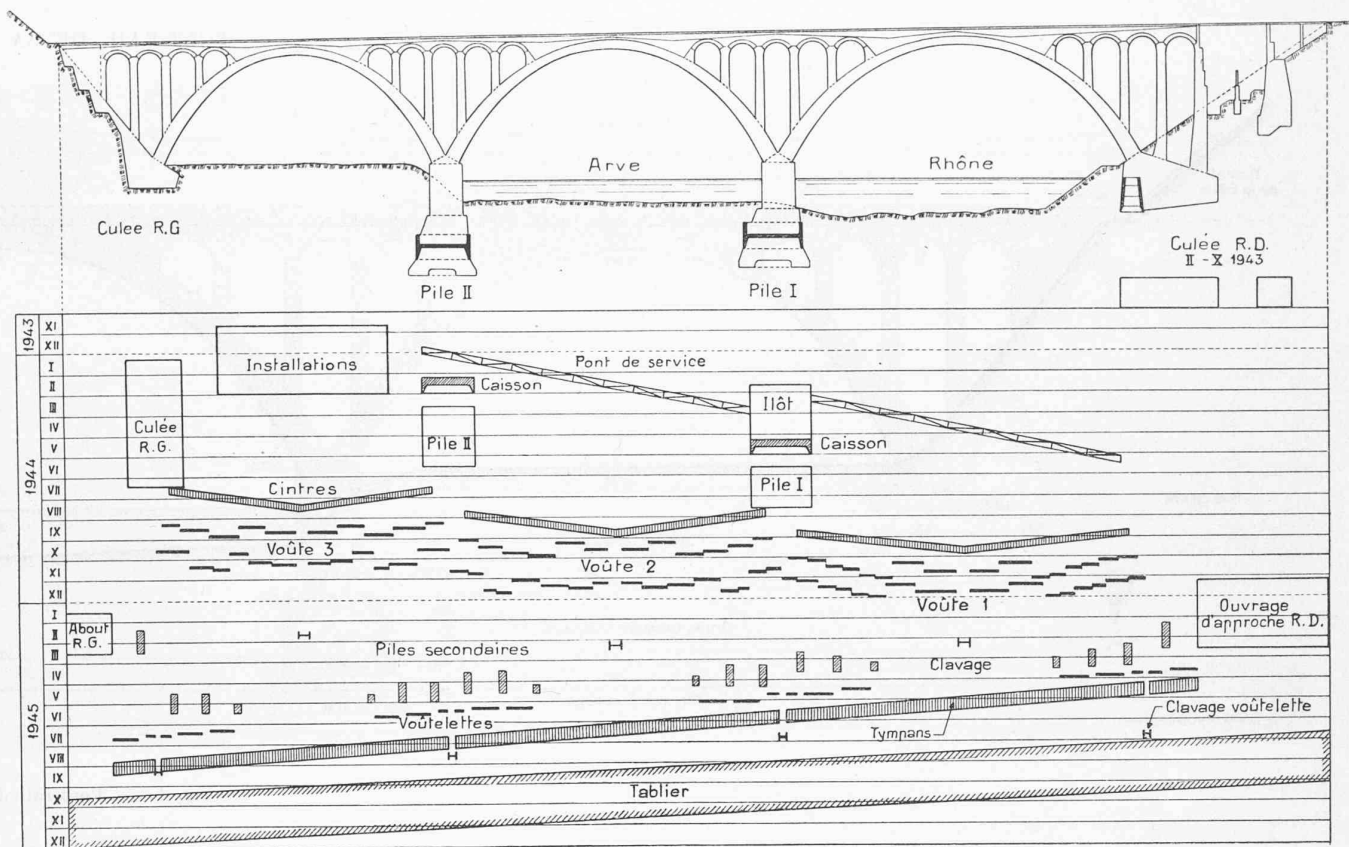 Arve
Rhône
Culée R.G
Culée R.D.
II - X 1943
Pile II
Pile I
1943
XI
XII
1944
I
II
III
IV
V
VI
VII
VIII
IX
X
XI
XII
1945
I
II
III
IV
V
VI
VII
VIII
IX
X
XI
XII
Installations
Pont de service
Caisson
Ilôt
Culée
R.G.
Pile II
Caisson
Pile I
Cintres
Voûte 3
Voûte 2
Voûte 1
About
R.G.
Ouvrage
d'approche R.D.
Piles secondaires
Clavage
Voûtelettes
Tympans
Clavage voûtelette
Tablier